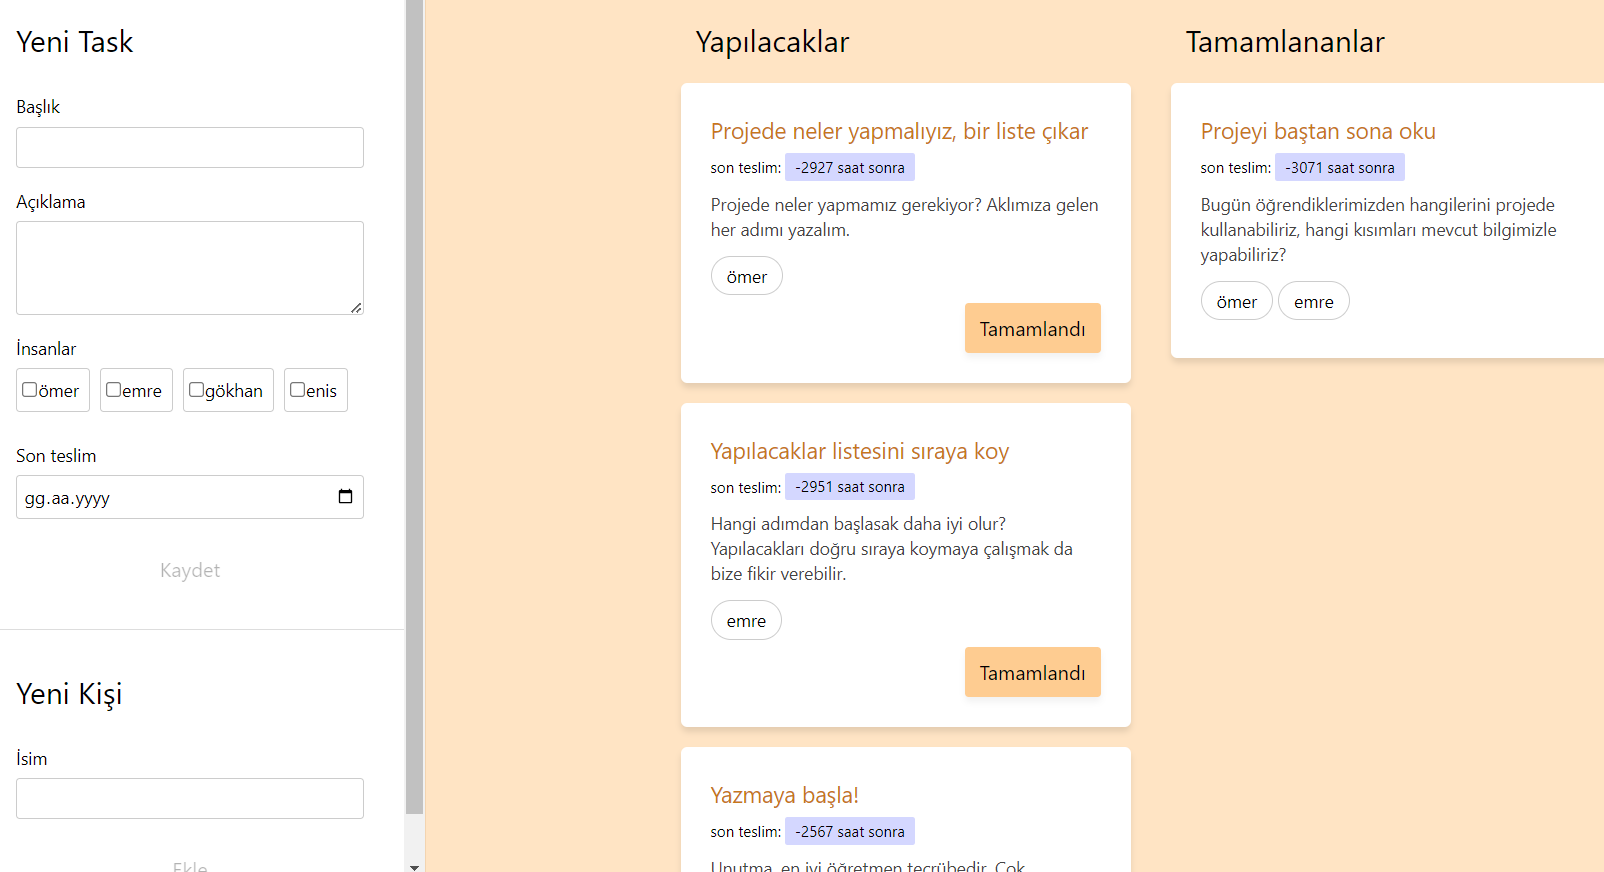 Yeni Task
Başlık
Açıklama
İnsanlar
ömer
emre
gökhan
enis
Son teslim
gg.aa.yyyy
Kaydet
Yeni Kişi
İsim
Ekle
Yapılacaklar
Projede neler yapmalıyız, bir liste çıkar
son teslim: -2927 saat sonra
Projede neler yapmamız gerekiyor? Aklımıza gelen
her adımı yazalım.
ömer
Tamamlandı
Yapılacaklar listesini sıraya koy
son teslim: -2951 saat sonra
Hangi adımdan başlasak daha iyi olur?
Yapılacakları doğru sıraya koymaya çalışmak da
bize fikir verebilir.
emre
Tamamlandı
Yazmaya başla!
son teslim: -2567 saat sonra
Unutma, en iyi öğretmen tecrübedir. Çok
Tamamlananlar
Projeyi baştan sona oku
son teslim: -3071 saat sonra
Bugün öğrendiklerimizden hangilerini projede
kullanabiliriz, hangi kısımları mevcut bilgimizle
yapabiliriz?
ömer
emre